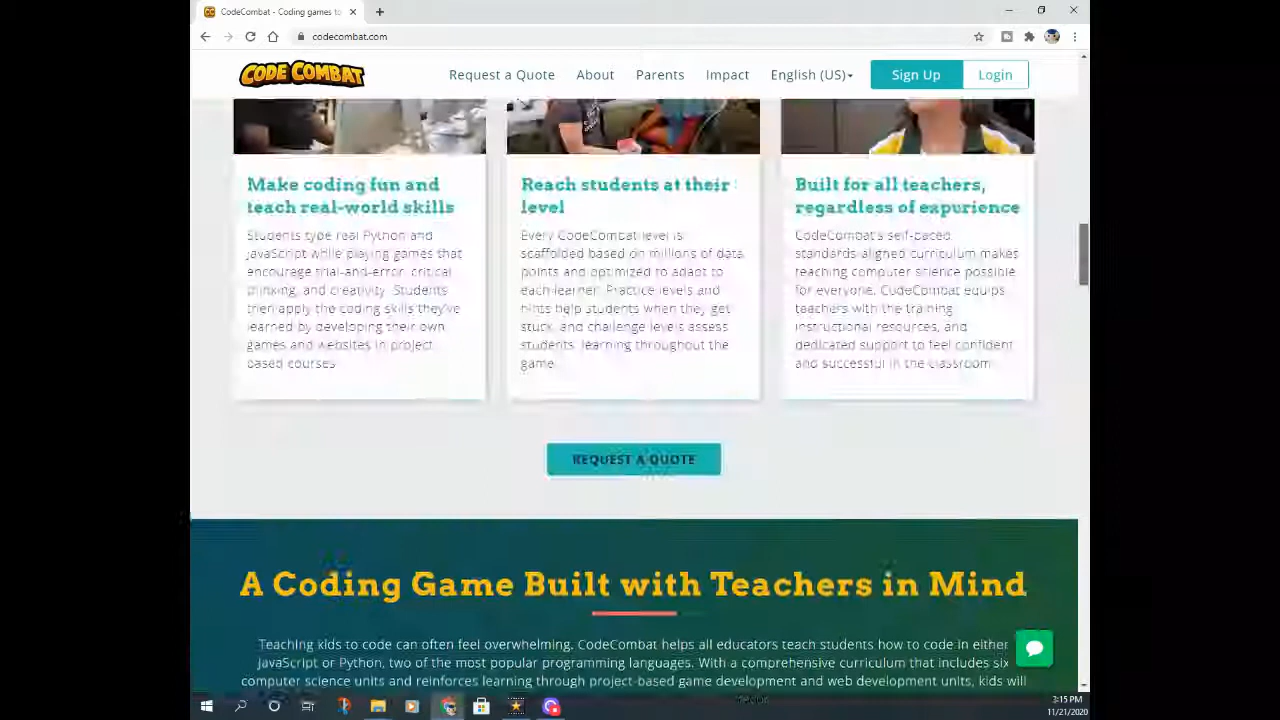 CodeCombat - Coding games to
codecombat.com
CODE COMBAT
Request a Quote About Parents Impact English (US) Sign Up Login
Make coding fun and
teach real-world skills
Students type real Python and
JavaScript while playing games that
encourage trial-and-error, critical
thinking, and creativity. Students
then apply the coding skills they've
learned by developing their own
games and websites in project-
based courses.
Reach students at their
level
Every CodeCombat level is
scaffolded based on millions of data
points and optimized to adapt to
each learner. Practice levels and
hints help students when they get
stuck, and challenge levels assess
students' learning throughout the
game.
Built for all teachers,
regardless of expurience
CodeCombat's self-paced,
standards-aligned curriculum makes
teaching computer science possible
for everyone. CodeCombat equips
teachers with the training,
instructional resources, and
dedicated support to feel confident
and successful in the classroom.
REQUEST A QUOTE
A Coding Game Built with Teachers in Mind
Teaching kids to code can often feel overwhelming. CodeCombat helps all educators teach students how to code in either
JavaScript or Python, two of the most popular programming languages. With a comprehensive curriculum that includes six
computer science units and reinforces learning through project-based game development and web development units, kids will
3:15 PM
11/21/2020